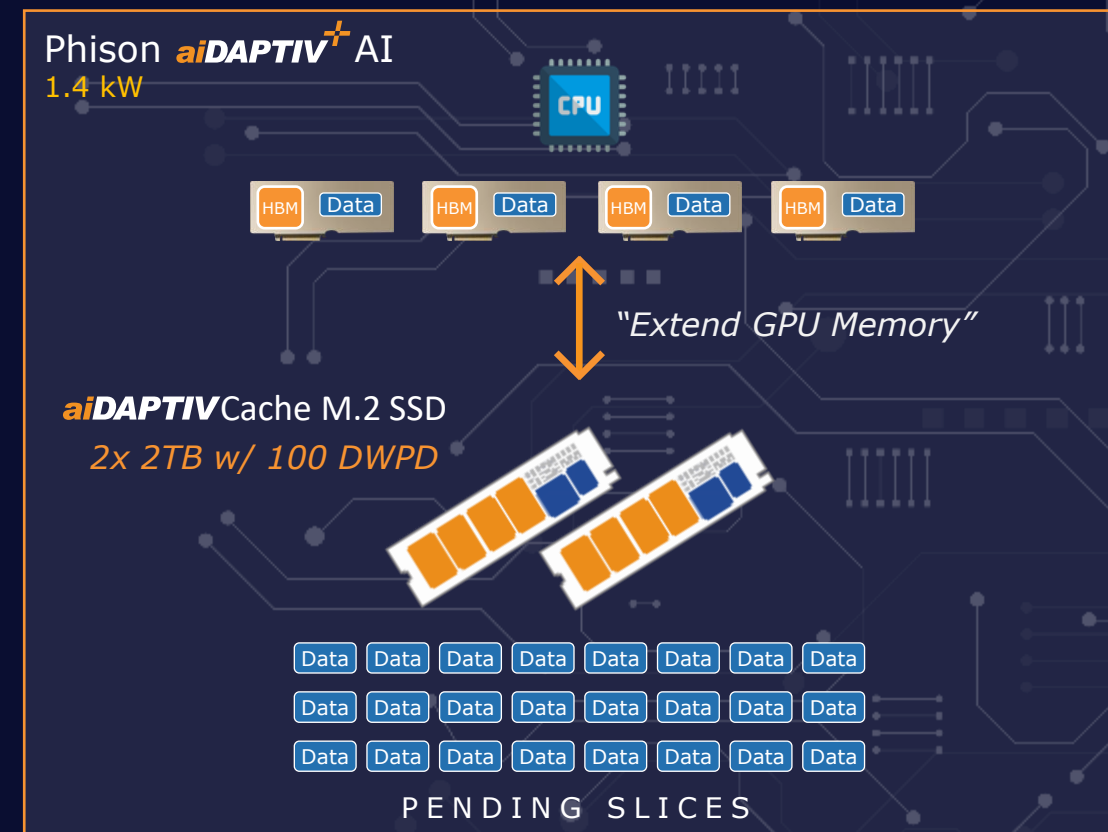 Phison aiDAPTIV+ AI
1.4 kW
CPU
HBM Data HBM Data HBM Data HBM Data
“Extend GPU Memory”
aiDAPTIVCache M.2 SSD
2x 2TB w/ 100 DWPD
Data Data Data Data Data Data Data Data
Data Data Data Data Data Data Data Data
Data Data Data Data Data Data Data Data
PENDING SLICES